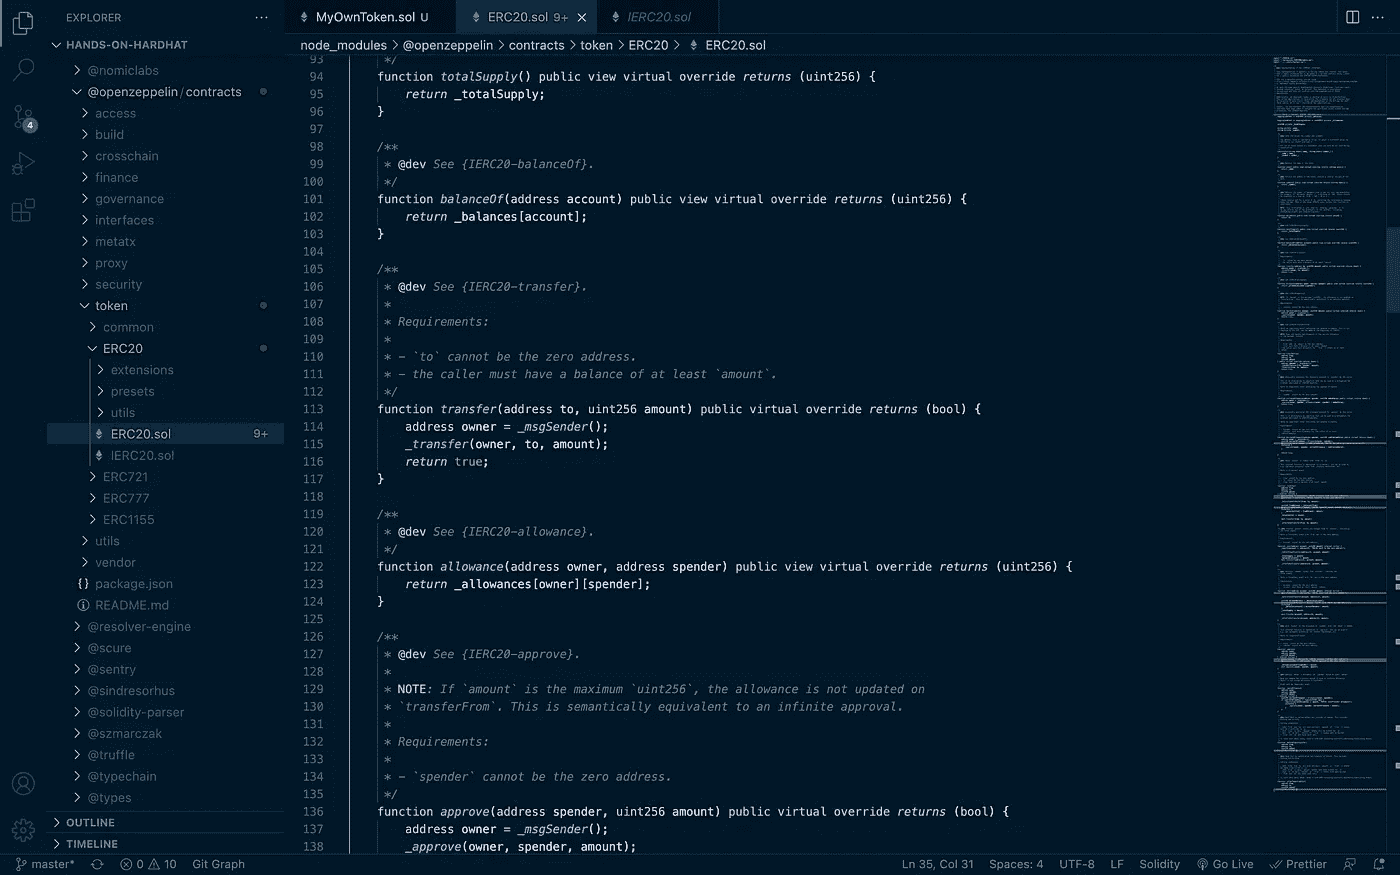 EXPLORER
HANDS-ON-HARDHAT
@nomiclabs
@openzeppelin/contracts
access
build
crosschain
finance
governance
interfaces
metatx
proxy
security
token
common
ERC20
extensions
presets
utils
ERC20.sol 9+
IERC20.sol
ERC721
ERC777
ERC1155
utils
vendor
package.json
README.md
@resolver-engine
@scure
@sentry
@sindresorhus
@solidity-parser
@szmarczak
@truffle
@typechain
@types
OUTLINE
TIMELINE
4
MyOwnToken.sol U
ERC20.sol 9+
IERC20.sol
node_modules > @openzeppelin > contracts > token > ERC20 > ERC20.sol
93 */
94 function totalSupply() public view virtual override returns (uint256) {
95 return _totalSupply;
96 }
97
98 /**
99 * @dev See {IERC20-balanceOf}.
100 */
101 function balanceOf(address account) public view virtual override returns (uint256) {
102 return _balances[account];
103 }
104
105 /**
106 * @dev See {IERC20-transfer}.
107 *
108 * Requirements:
109 *
110 * - `to` cannot be the zero address.
111 * - the caller must have a balance of at least `amount`.
112 */
113 function transfer(address to, uint256 amount) public virtual override returns (bool) {
114 address owner = _msgSender();
115 _transfer(owner, to, amount);
116 return true;
117 }
118
119 /**
120 * @dev See {IERC20-allowance}.
121 */
122 function allowance(address owner, address spender) public view virtual override returns (uint256) {
123 return _allowances[owner][spender];
124 }
125
126 /**
127 * @dev See {IERC20-approve}.
128 *
129 * NOTE: If `amount` is the maximum `uint256`, the allowance is not updated on
130 * `transferFrom`. This is semantically equivalent to an infinite approval.
131 *
132 * Requirements:
133 *
134 * - `spender` cannot be the zero address.
135 */
136 function approve(address spender, uint256 amount) public virtual override returns (bool) {
137 address owner = _msgSender();
138 _approve(owner, spender, amount);
master* 0 10 Git Graph Ln 35, Col 31 Spaces: 4 UTF-8 LF Solidity Go Live Prettier